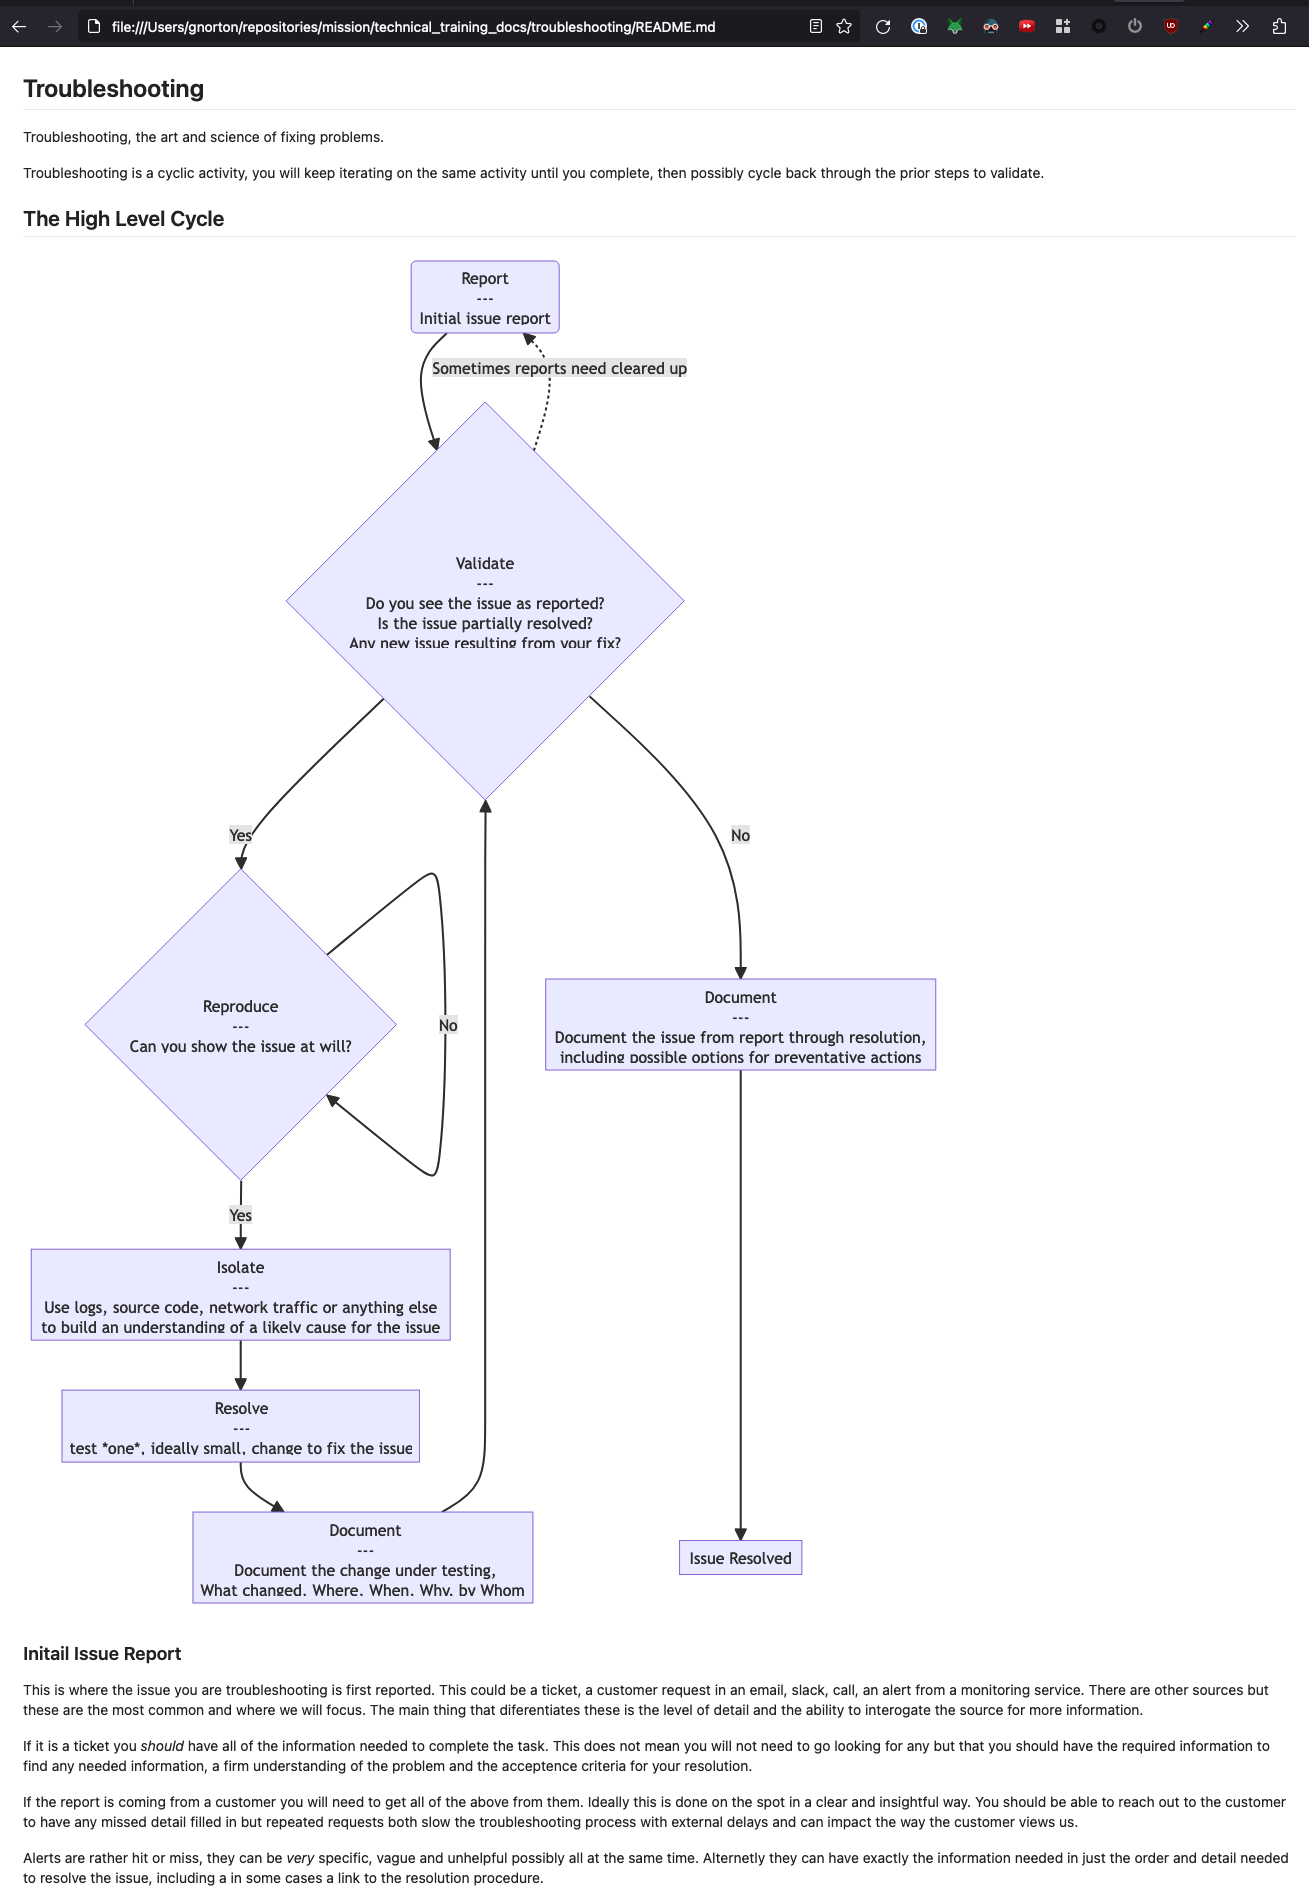 file:///Users/gnorton/repositories/mission/technical_training_docs/troubleshooting/README.md
Troubleshooting
Troubleshooting, the art and science of fixing problems.
Troubleshooting is a cyclic activity, you will keep iterating on the same activity until you complete, then possibly cycle back through the prior steps to validate.
The High Level Cycle
Report
---
Initial issue report
Sometimes reports need cleared up
Validate
---
Do you see the issue as reported?
Is the issue partially resolved?
Any new issue resulting from your fix?
Yes
No
Reproduce
---
Can you show the issue at will?
No
Document
---
Document the issue from report through resolution,
including possible options for preventative actions
Yes
Isolate
---
Use logs, source code, network traffic or anything else
to build an understanding of a likely cause for the issue
Resolve
---
test *one*, ideally small, change to fix the issue
Document
---
Document the change under testing,
What changed, Where, When, Why, by Whom
Issue Resolved
Initail Issue Report
This is where the issue you are troubleshooting is first reported. This could be a ticket, a customer request in an email, slack, call, an alert from a monitoring service. There are other sources but
these are the most common and where we will focus. The main thing that diferentiates these is the level of detail and the ability to interogate the source for more information.
If it is a ticket you should have all of the information needed to complete the task. This does not mean you will not need to go looking for any but that you should have the required information to
find any needed information, a firm understanding of the problem and the acceptence criteria for your resolution.
If the report is coming from a customer you will need to get all of the above from them. Ideally this is done on the spot in a clear and insightful way. You should be able to reach out to the customer
to have any missed detail filled in but repeated requests both slow the troubleshooting process with external delays and can impact the way the customer views us.
Alerts are rather hit or miss, they can be very specific, vague and unhelpful possibly all at the same time. Alternetly they can have exactly the information needed in just the order and detail needed
to resolve the issue, including a in some cases a link to the resolution procedure.